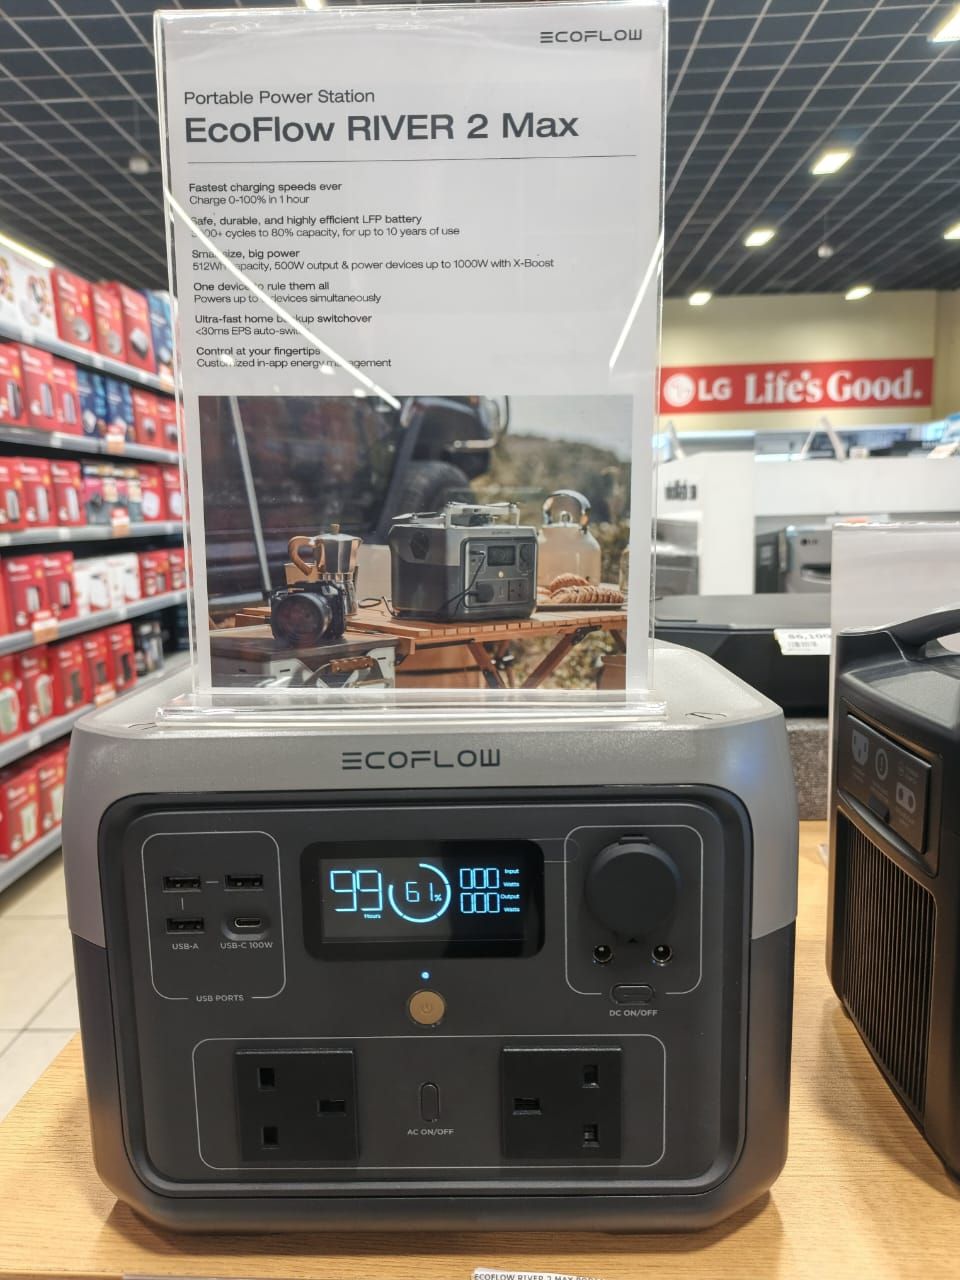 ECOFLOW
Portable Power Station
EcoFlow RIVER 2 Max
Fastest charging speeds ever
Charge 0-100% in 1 hour
Safe, durable, and highly efficient LFP battery
cycles to 80% capacity, for up to 10 years of use
Small size, big power
512Wh capacity, 500W output & power devices up to 1000W with X-Boost
One device to rule them all
Powers up to devices simultaneously
Ultra-fast home backup switchover
<30ms EPS auto-switch
Control at your fingertips
Customized in-app energy management
LG Life's Good.
LG
ECOFLOW
99
Hours
61%
000
Input
Watts
000
Output
Watts
USB-A
USB-C 100W
USB PORTS
DC ON/OFF
AC ON/OFF
ECOFLOW RIVER 2 MAX